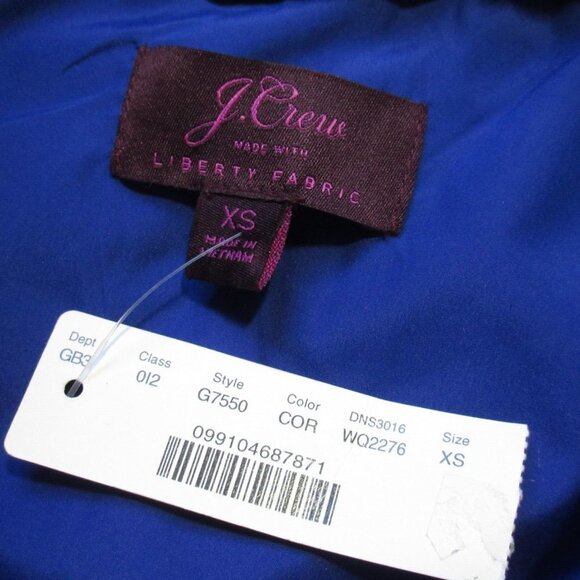 J.Crew
MADE WITH
LIBERTY FABRIC
XS
MADE IN
VIETNAM
Dept Class Style Color DNS3016 Size
GB3 0I2 G7550 COR WQ2276 XS
099104687871